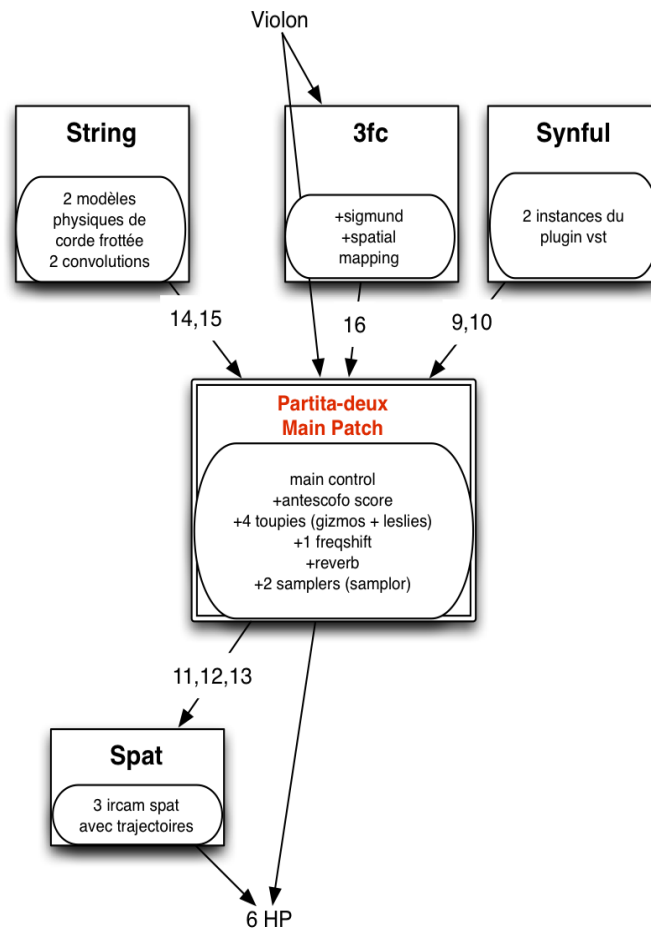 Violon
String
2 modèles
physiques de
corde frottée
2 convolutions
3fc
+sigmund
+spatial
mapping
Synful
2 instances du
plugin vst
14,15
16
9,10
Partita-deux
Main Patch
main control
+antescofo score
+4 toupies (gizmos + leslies)
+1 freqshift
+reverb
+2 samplers (samplor)
11,12,13
Spat
3 ircam spat
avec trajectoires
6 HP